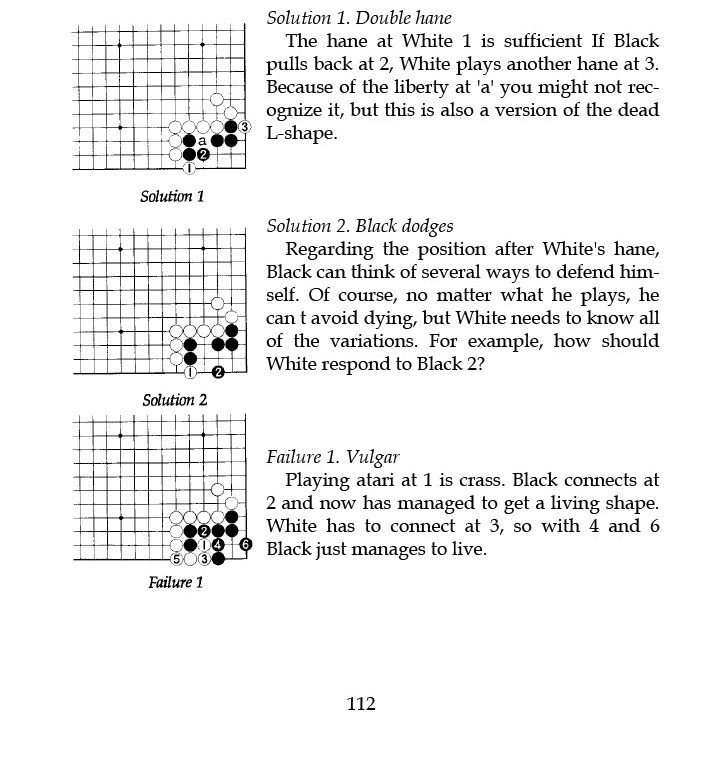 Solution 1. Double hane
The hane at White 1 is sufficient If Black
pulls back at 2, White plays another hane at 3.
Because of the liberty at 'a' you might not rec-
ognize it, but this is also a version of the dead
L-shape.
3
a
2
1
Solution 1
Solution 2. Black dodges
Regarding the position after White's hane,
Black can think of several ways to defend him-
self. Of course, no matter what he plays, he
can t avoid dying, but White needs to know all
of the variations. For example, how should
White respond to Black 2?
1 2
Solution 2
Failure 1. Vulgar
Playing atari at 1 is crass. Black connects at
2 and now has managed to get a living shape.
White has to connect at 3, so with 4 and 6
Black just manages to live.
2
1 4 6
5 3
Failure 1
112